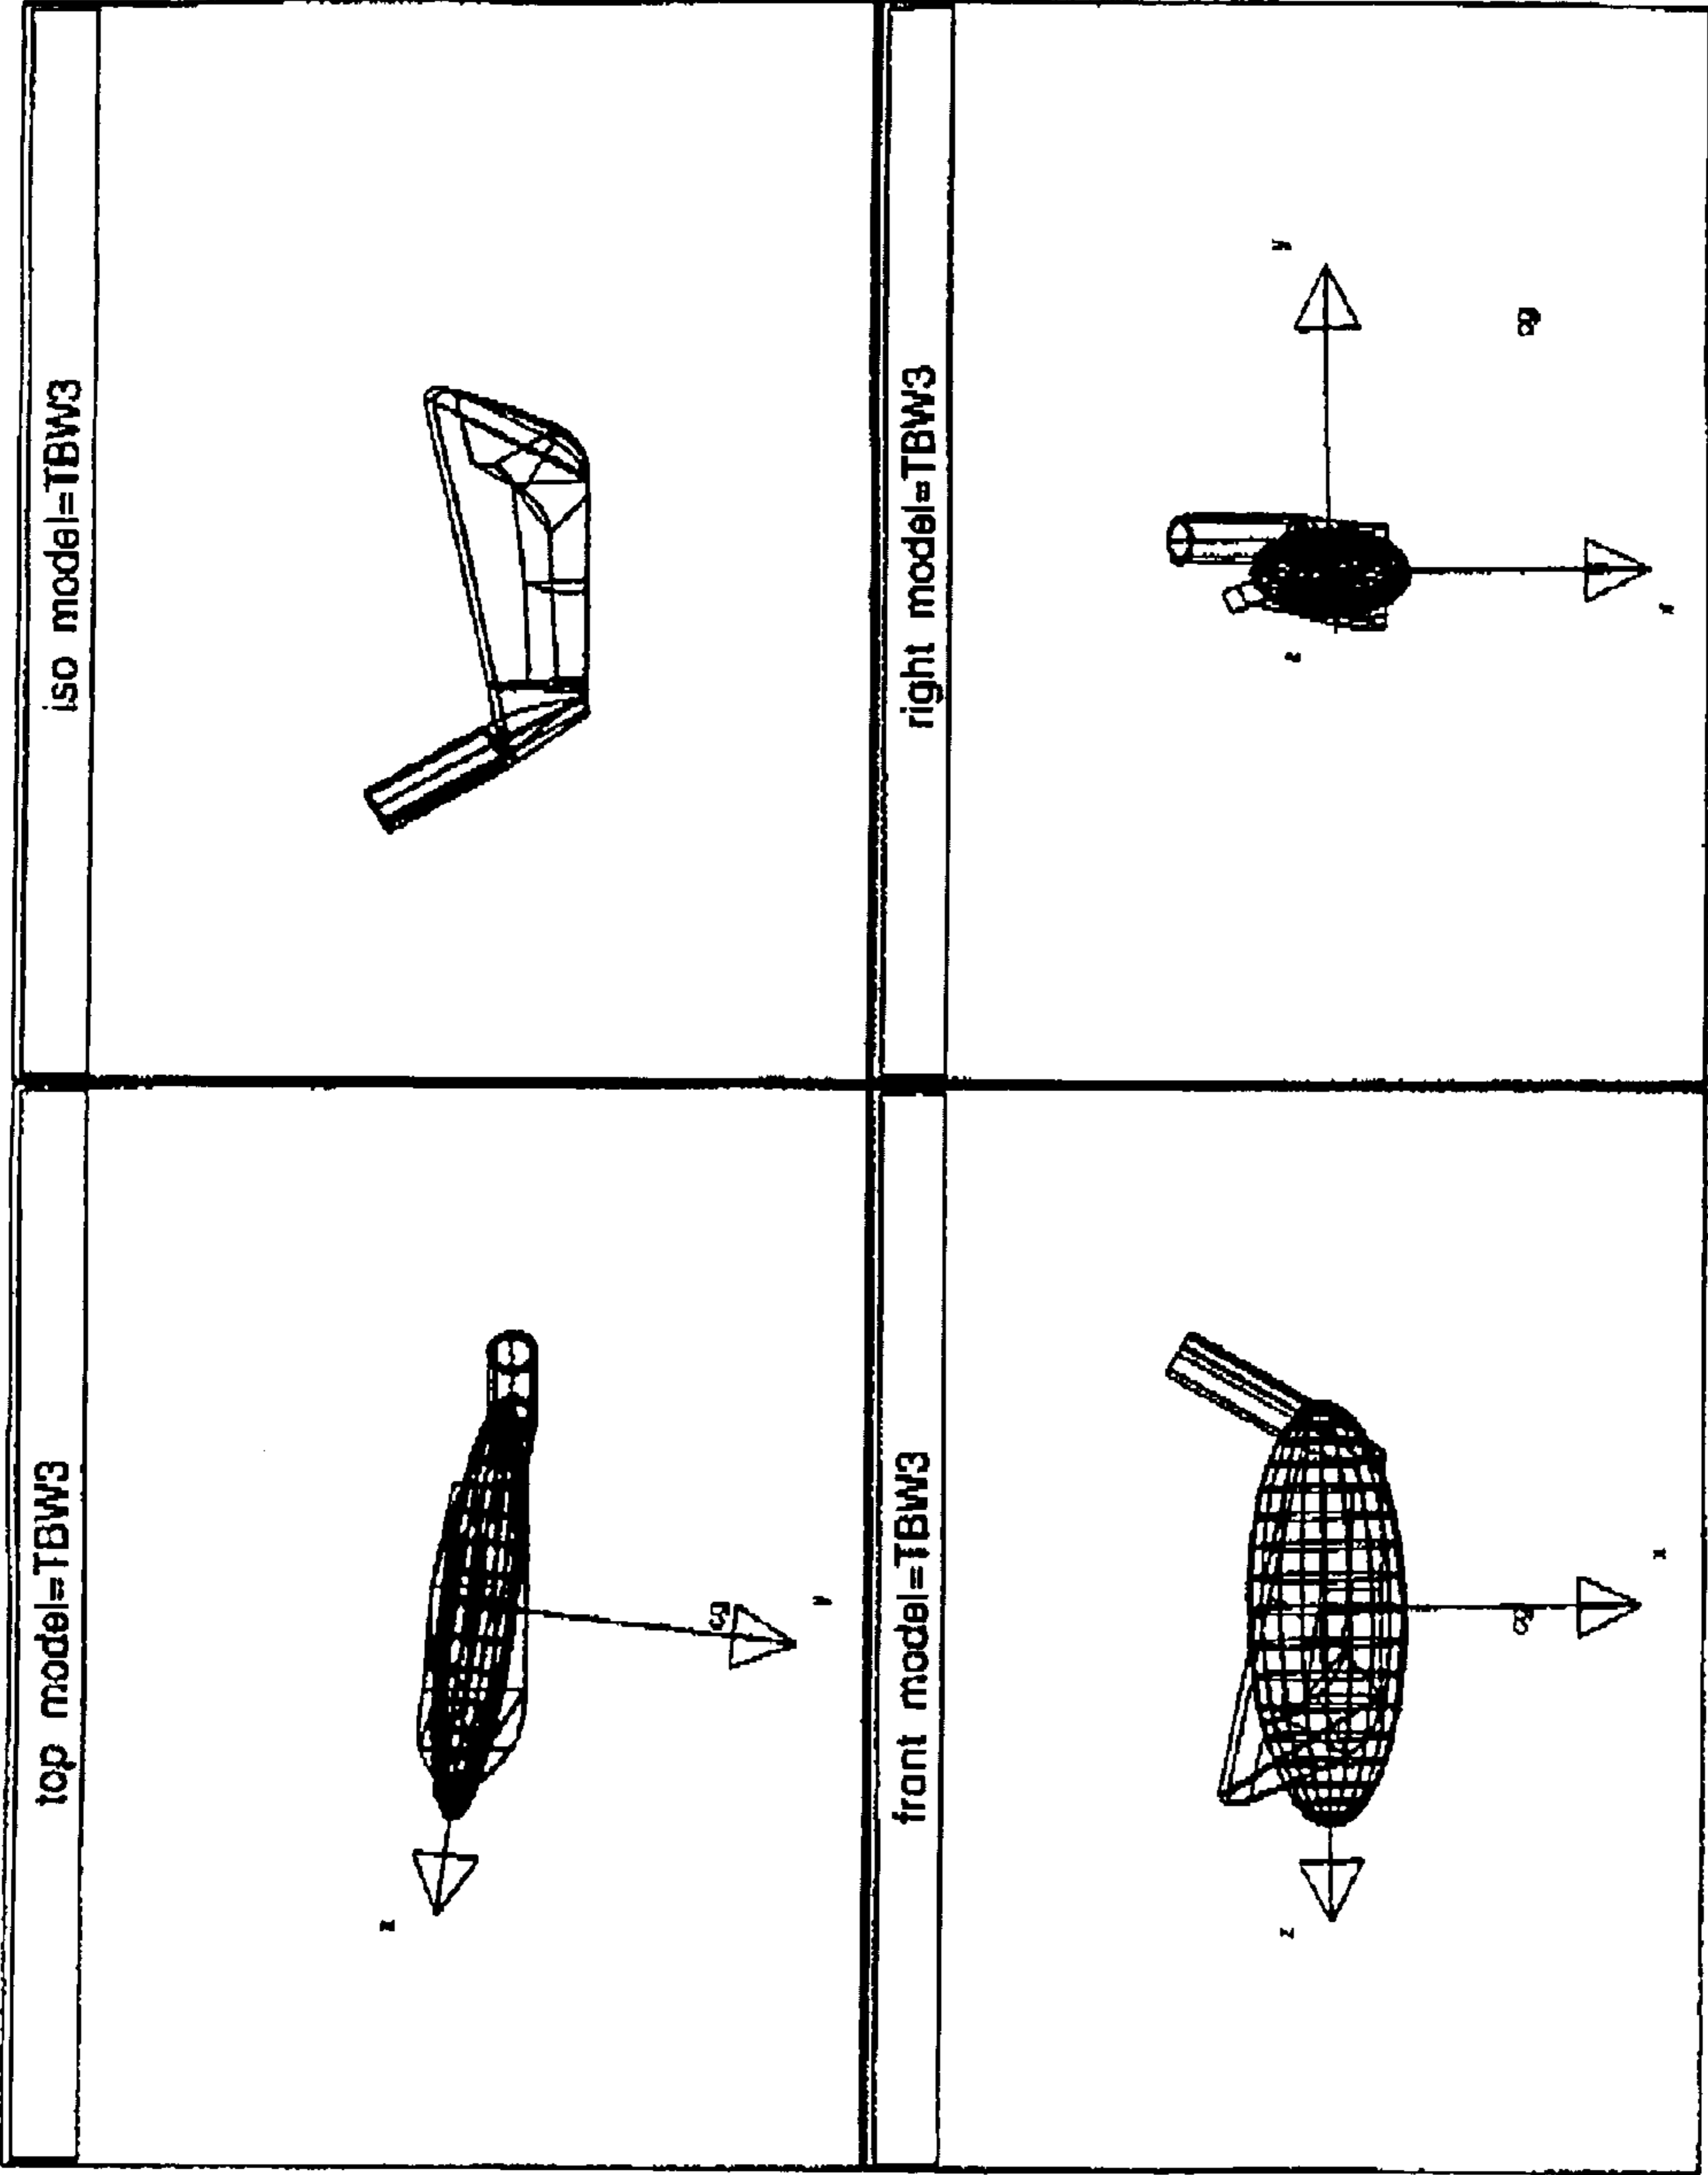 top model=TBW3
cg
y
iso model=TBW3
front model=TBW3
z
cg
x
right model=TBW3
y
z
cg
x